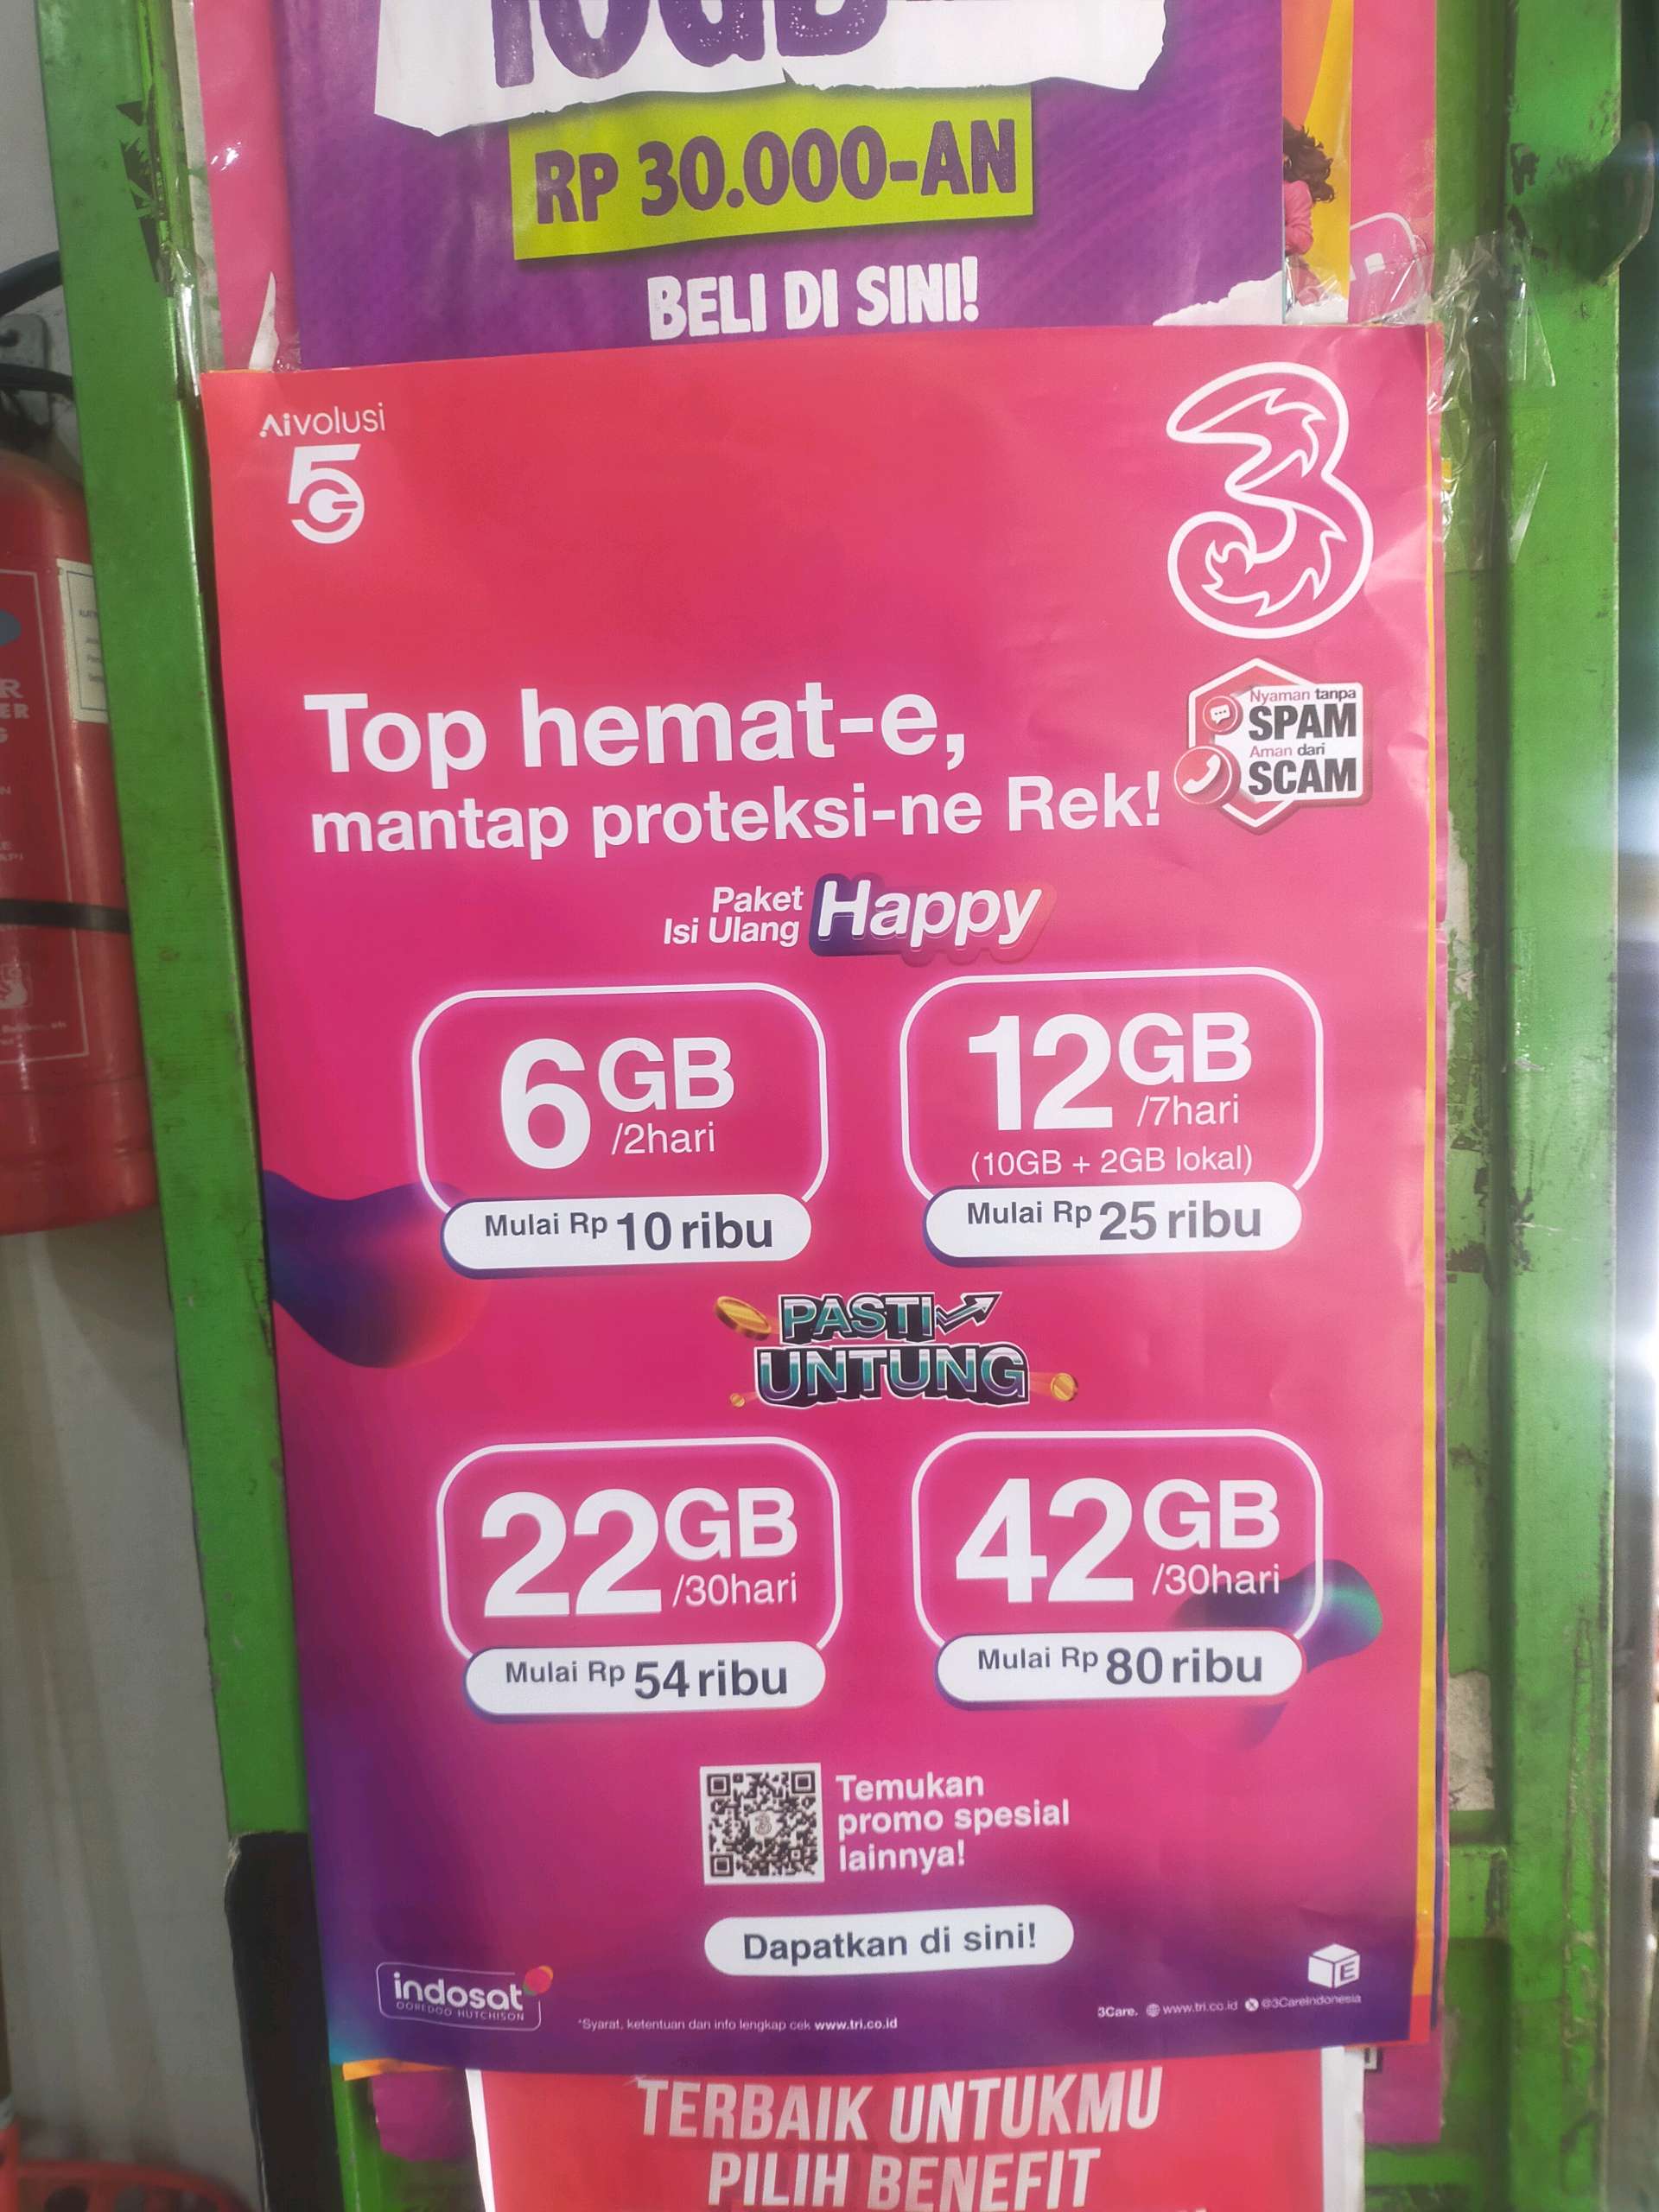 10GB
RP 30.000-AN
BELI DI SINI!
Aivolusi
5G
3
Top hemat-e,
mantap proteksi-ne Rek!
Nyaman tanpa
SPAM
Aman dari
SCAM
Paket
Isi Ulang
Happy
6GB
/2hari
Mulai Rp 10 ribu
12GB
/7hari
(10GB + 2GB lokal)
Mulai Rp 25 ribu
PASTI
UNTUNG
22GB
/30hari
Mulai Rp 54 ribu
42GB
/30hari
Mulai Rp 80 ribu
Temukan
promo spesial
lainnya!
Dapatkan di sini!
indosat
OOREDOO HUTCHISON
*Syarat, ketentuan dan info lengkap cek www.tri.co.id
E
3Care. www.tri.co.id @3CareIndonesia
TERBAIK UNTUKMU
PILIH BENEFIT